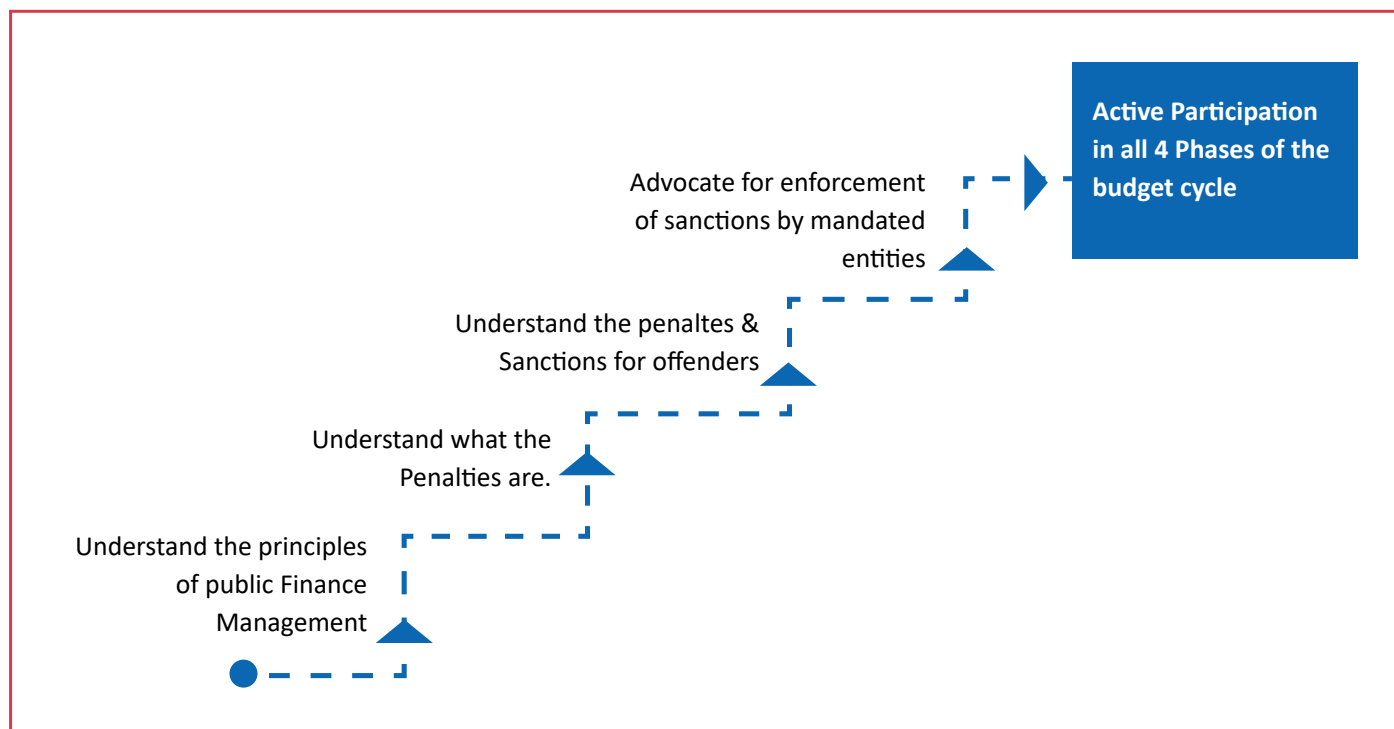 Active Participation
in all 4 Phases of the
budget cycle
Advocate for enforcement
of sanctions by mandated
entities
Understand the penaltes &
Sanctions for offenders
Understand what the
Penalties are.
Understand the principles
of public Finance
Management